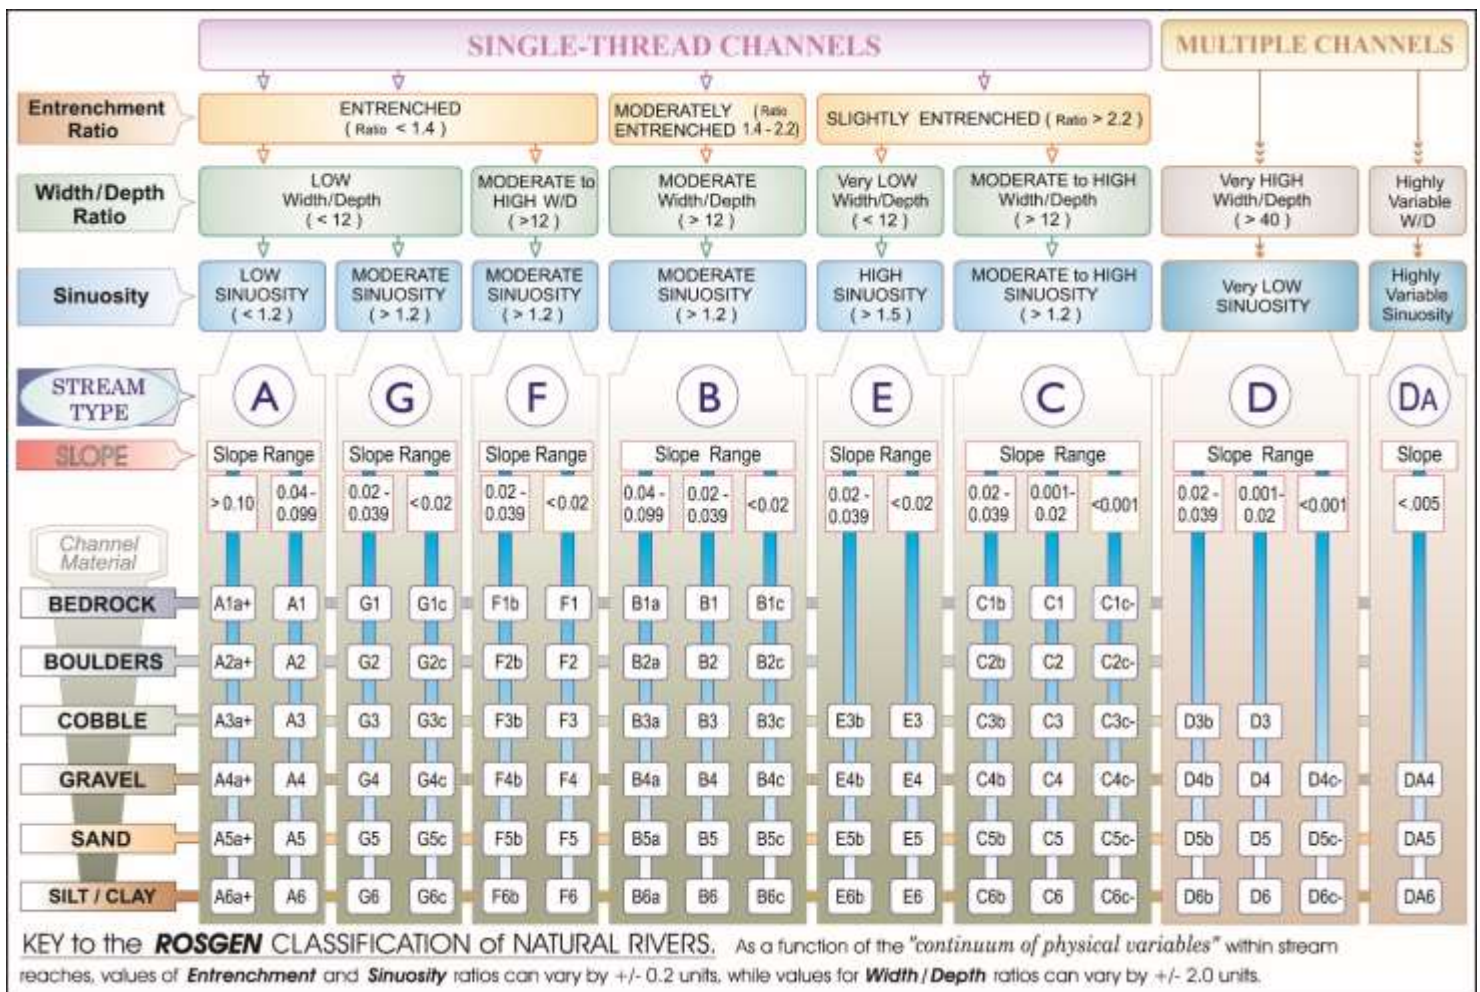 SINGLE-THREAD CHANNELS MULTIPLE CHANNELS
Entrenchment Ratio
ENTRENCHED
( Ratio < 1.4 )
MODERATELY ( Ratio
ENTRENCHED 1.4 - 2.2)
SLIGHTLY ENTRENCHED ( Ratio > 2.2 )
Width/Depth
Ratio
LOW
Width/Depth
( < 12 )
MODERATE to
HIGH W/D
( >12 )
MODERATE
Width/Depth
( > 12 )
Very LOW
Width/Depth
( <12 )
MODERATE to HIGH
Width/Depth
( > 12 )
Very HIGH
Width/Depth
( > 40 )
Highly
Variable
W/D
Sinuosity
LOW
SINUOSITY
( < 1.2 )
MODERATE
SINUOSITY
( > 1.2 )
MODERATE
SINUOSITY
( > 1.2 )
MODERATE
SINUOSITY
( > 1.2 )
HIGH
SINUOSITY
( > 1.5 )
MODERATE to HIGH
SINUOSITY
( > 1.2 )
Very LOW
SINUOSITY
Highly
Variable
Sinuosity
STREAM
TYPE
A G F B E C D DA
SLOPE
Slope Range Slope Range Slope Range Slope Range Slope Range Slope Range Slope Range Slope
>0.10
0.04 -
0.099
0.02 -
0.039
<0.02
0.02 -
0.039
<0.02
0.04 -
0.099
0.02 -
0.039
<0.02
0.02 -
0.039
<0.02
0.02 -
0.039
0.001-
0.02
<0.001
0.02 -
0.039
0.001-
0.02
<0.001
<.005
Channel
Material
BEDROCK A1a+ A1 G1 G1c F1b F1 B1a B1 B1c C1b C1 C1c-
BOULDERS A2a+ A2 G2 G2c F2b F2 B2a B2 B2c C2b C2 C2c-
COBBLE A3a+ A3 G3 G3c F3b F3 B3a B3 B3c E3b E3 C3b C3 C3c- D3b D3
GRAVEL A4a+ A4 G4 G4c F4b F4 B4a B4 B4c E4b E4 C4b C4 C4c- D4b D4 D4c- DA4
SAND A5a+ A5 G5 G5c F5b F5 B5a B5 B5c E5b E5 C5b C5 C5c- D5b D5 D5c- DA5
SILT / CLAY A6a+ A6 G6 G6c F6b F6 B6a B6 B6c E6b E6 C6b C6 C6c- D6b D6 D6c- DA6
KEY to the ROSGEN CLASSIFICATION of NATURAL RIVERS. As a function of the "continuum of physical variables" within stream
reaches, values of Entrenchment and Sinuosity ratios can vary by +/- 0.2 units, while values for Width / Depth ratios can vary by +/- 2.0 units.